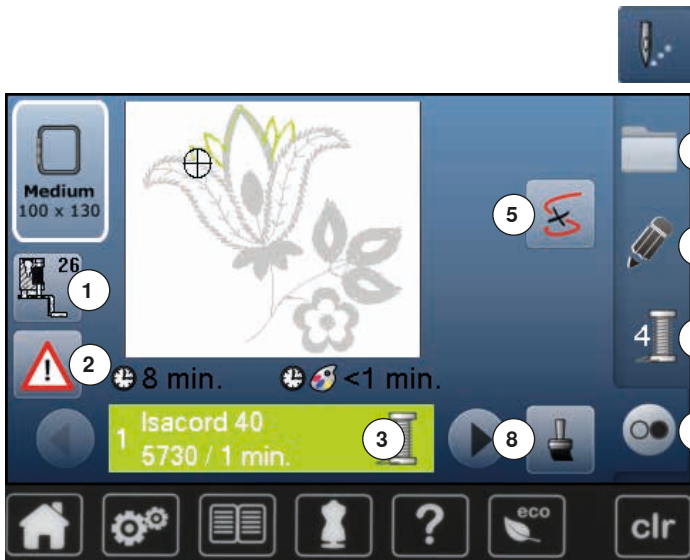 Medium
100 x 130
26
1
2
5
4
8 min.
<1 min.
1 Isacord 40
5730 / 1 min.
3
8
?
eco
clr